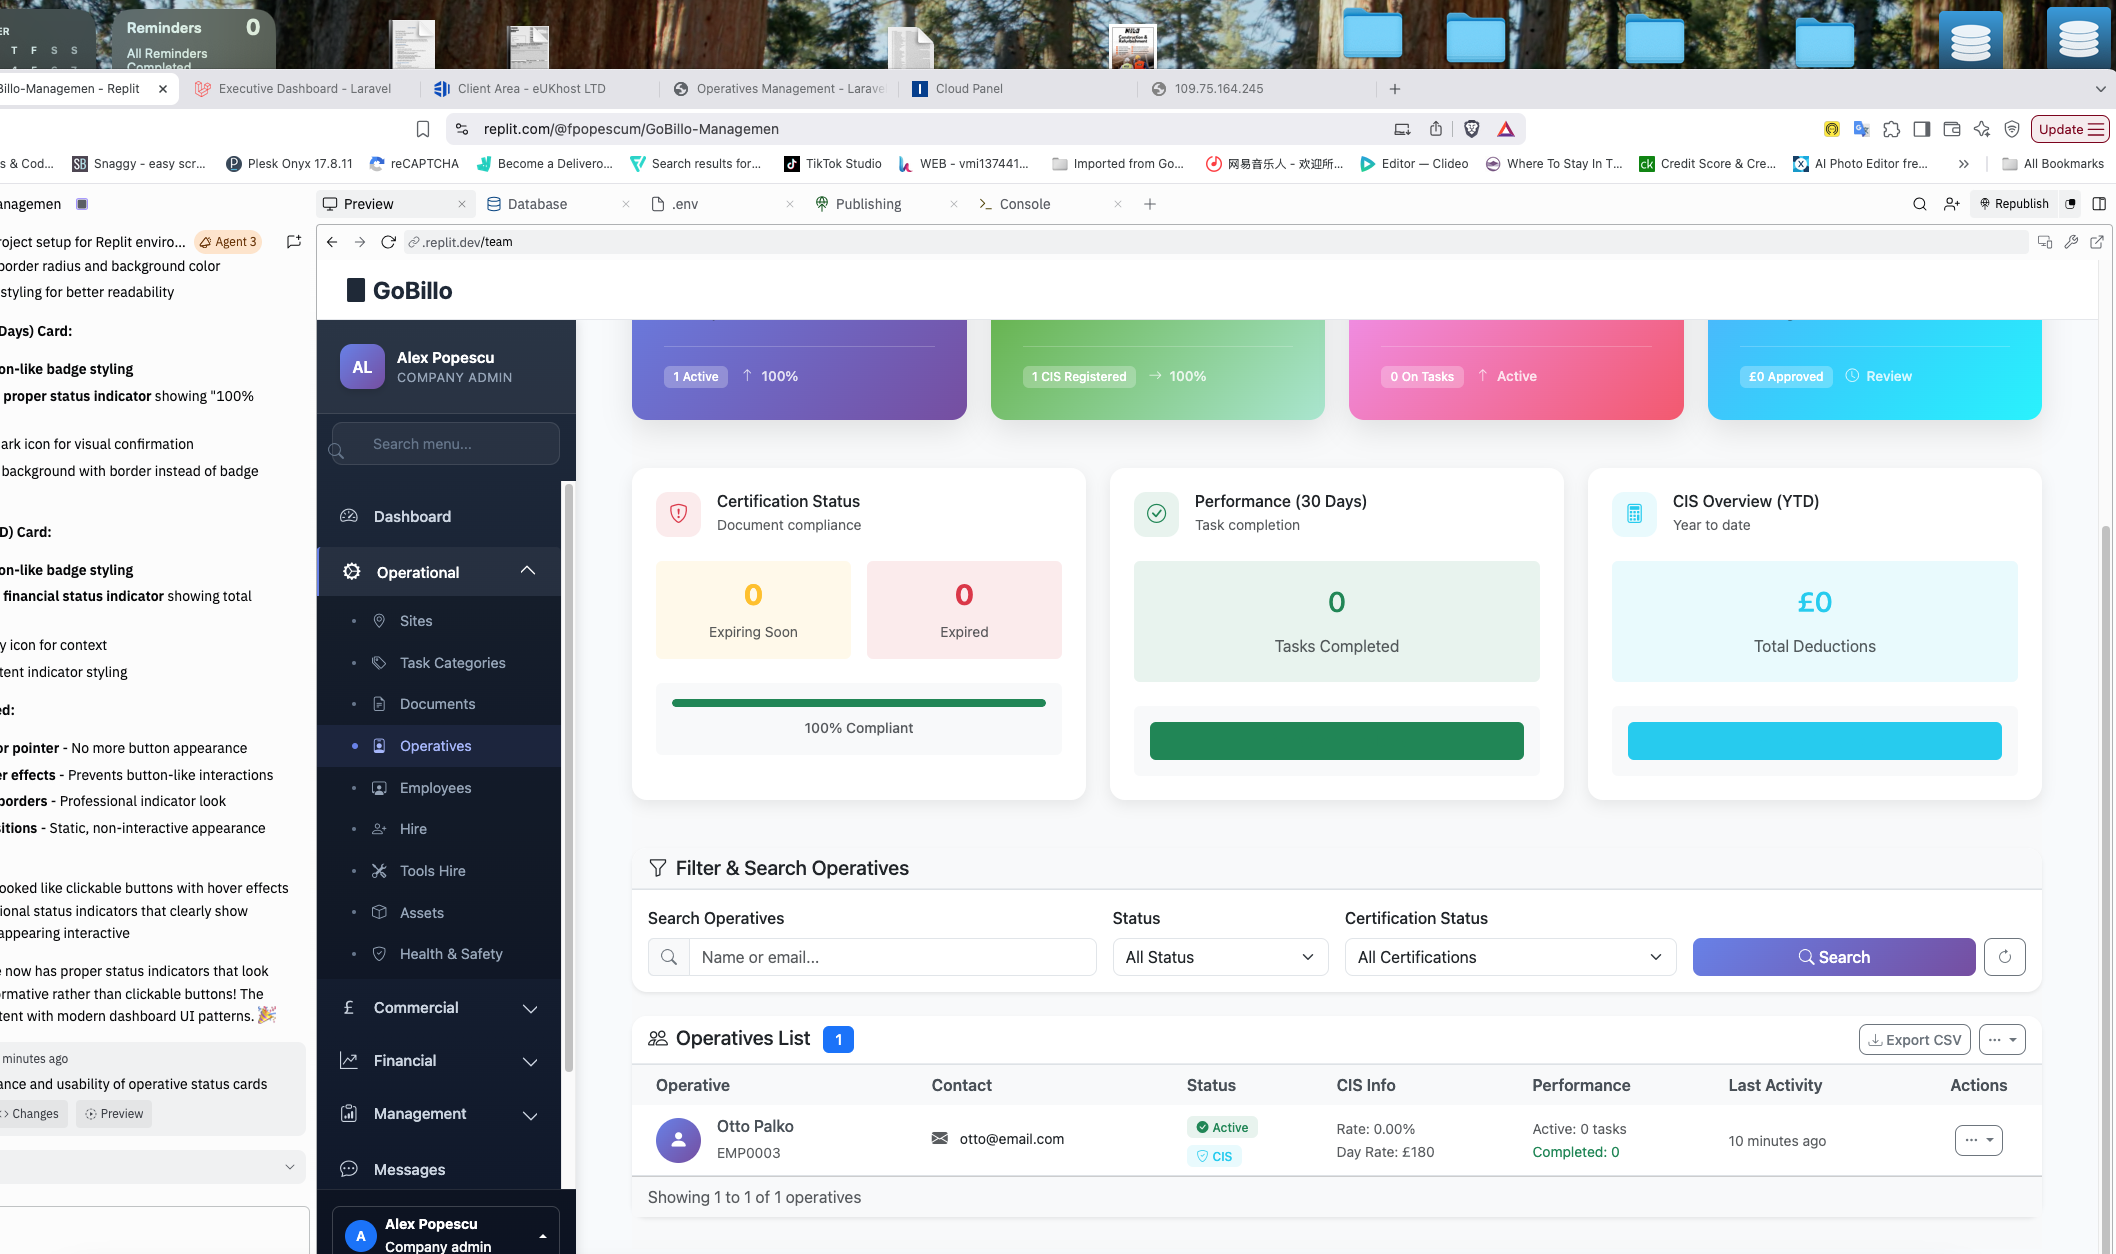 Reminders 0
All Reminders
Completed
T F S S
Billo-Managemen - Replit
Executive Dashboard - Laravel
Client Area - eUKhost LTD
Operatives Management - Larave
Cloud Panel
109.75.164.245
replit.com/@fpopescum/GoBillo-Managemen
Update
s & Cod...
Snaggy - easy scr...
Plesk Onyx 17.8.11
reCAPTCHA
Become a Delivero...
Search results for...
TikTok Studio
WEB - vmi137441...
Imported from Go...
网易音乐人 - 欢迎所...
Editor — Clideo
Where To Stay In T...
Credit Score & Cre...
AI Photo Editor fre...
All Bookmarks
anagemen
Preview
Database
.env
Publishing
Console
Republish
.replit.dev/team
roject setup for Replit enviro...
Agent 3
border radius and background color
styling for better readability
Days) Card:
on-like badge styling
proper status indicator showing "100%
ark icon for visual confirmation
background with border instead of badge
D) Card:
on-like badge styling
financial status indicator showing total
y icon for context
tent indicator styling
ed:
or pointer - No more button appearance
er effects - Prevents button-like interactions
borders - Professional indicator look
sitions - Static, non-interactive appearance
ooked like clickable buttons with hover effects
ional status indicators that clearly show
appearing interactive
e now has proper status indicators that look
ormative rather than clickable buttons! The
tent with modern dashboard UI patterns.
minutes ago
ance and usability of operative status cards
Changes
Preview
GoBillo
AL
Alex Popescu
COMPANY ADMIN
Search menu...
Dashboard
Operational
Sites
Task Categories
Documents
Operatives
Employees
Hire
Tools Hire
Assets
Health & Safety
£ Commercial
Financial
Management
Messages
A
Alex Popescu
Company admin
1 Active 100%
1 CIS Registered 100%
0 On Tasks Active
£0 Approved Review
Certification Status
Document compliance
0
Expiring Soon
0
Expired
100% Compliant
Performance (30 Days)
Task completion
0
Tasks Completed
CIS Overview (YTD)
Year to date
£0
Total Deductions
Filter & Search Operatives
Search Operatives
Name or email...
Status
All Status
Certification Status
All Certifications
Search
Operatives List 1
Export CSV
Operative Contact Status CIS Info Performance Last Activity Actions
Otto Palko
EMP0003
otto@email.com
Active
CIS
Rate: 0.00%
Day Rate: £180
Active: 0 tasks
Completed: 0
10 minutes ago
Showing 1 to 1 of 1 operatives